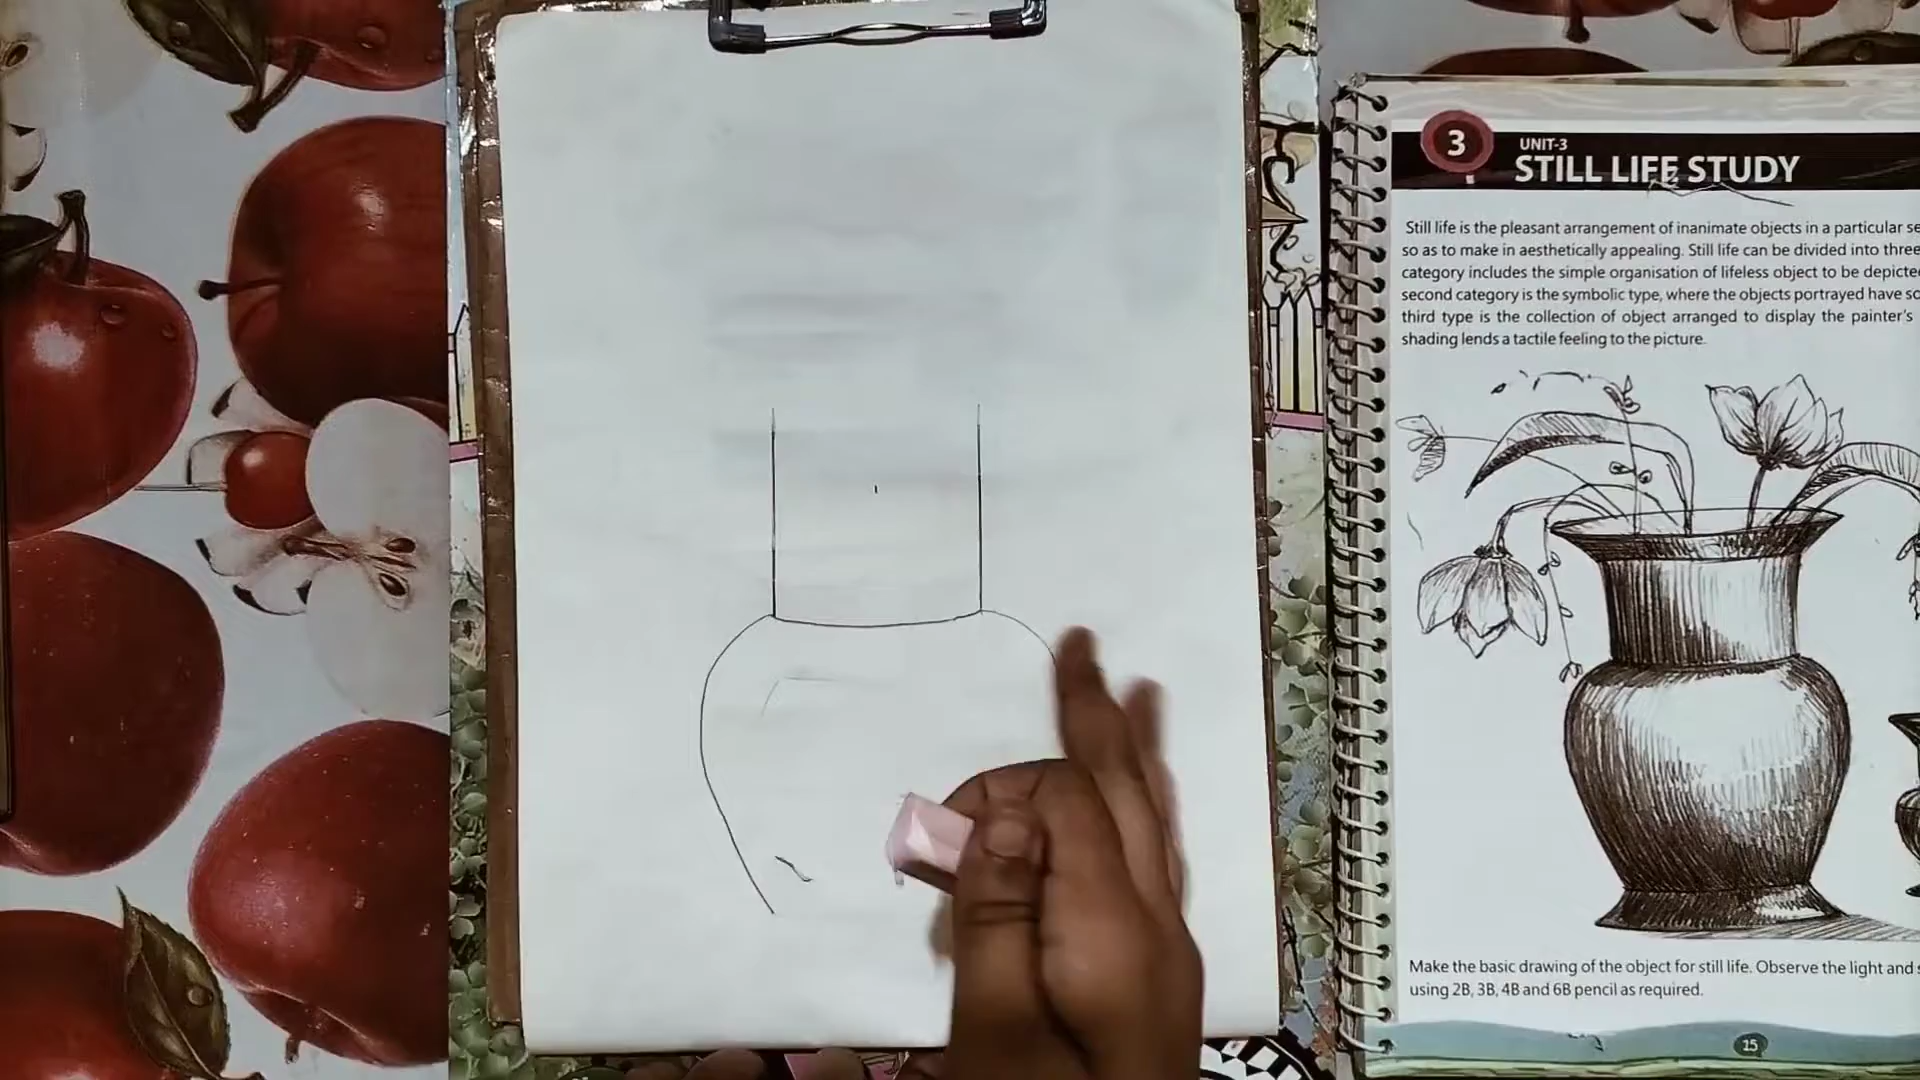 3
UNIT-3
STILL LIFE STUDY
Still life is the pleasant arrangement of inanimate objects in a particular se
so as to make in aesthetically appealing. Still life can be divided into three
category includes the simple organisation of lifeless object to be depicte
second category is the symbolic type, where the objects portrayed have so
third type is the collection of object arranged to display the painter's
shading lends a tactile feeling to the picture.
Make the basic drawing of the object for still life. Observe the light and s
using 2B, 3B, 4B and 6B pencil as required.
15